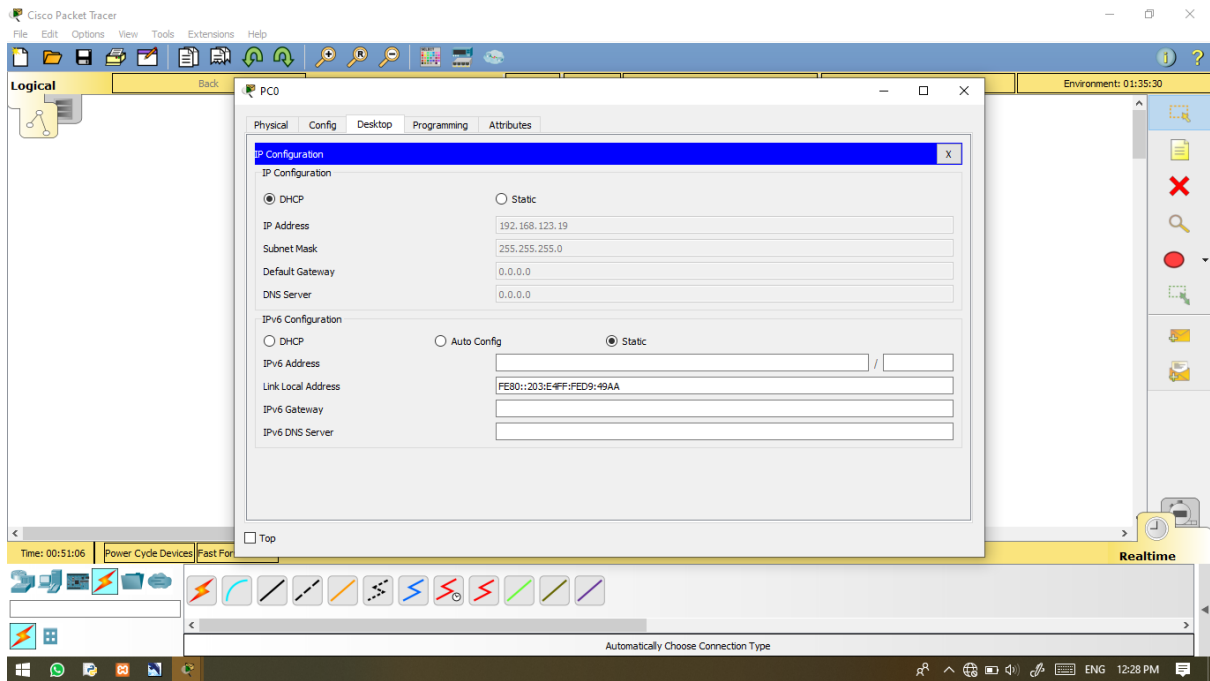 Cisco Packet Tracer
File Edit Options View Tools Extensions Help
Logical
Back
Environment: 01:35:30
PC0
Physical Config Desktop Programming Attributes
IP Configuration
X
IP Configuration
DHCP Static
IP Address 192.168.123.19
Subnet Mask 255.255.255.0
Default Gateway 0.0.0.0
DNS Server 0.0.0.0
IPv6 Configuration
DHCP Auto Config Static
IPv6 Address /
Link Local Address FE80::203:E4FF:FED9:49AA
IPv6 Gateway
IPv6 DNS Server
Top
Time: 00:51:06 Power Cycle Devices Fast For
Realtime
Automatically Choose Connection Type
ENG 12:28 PM